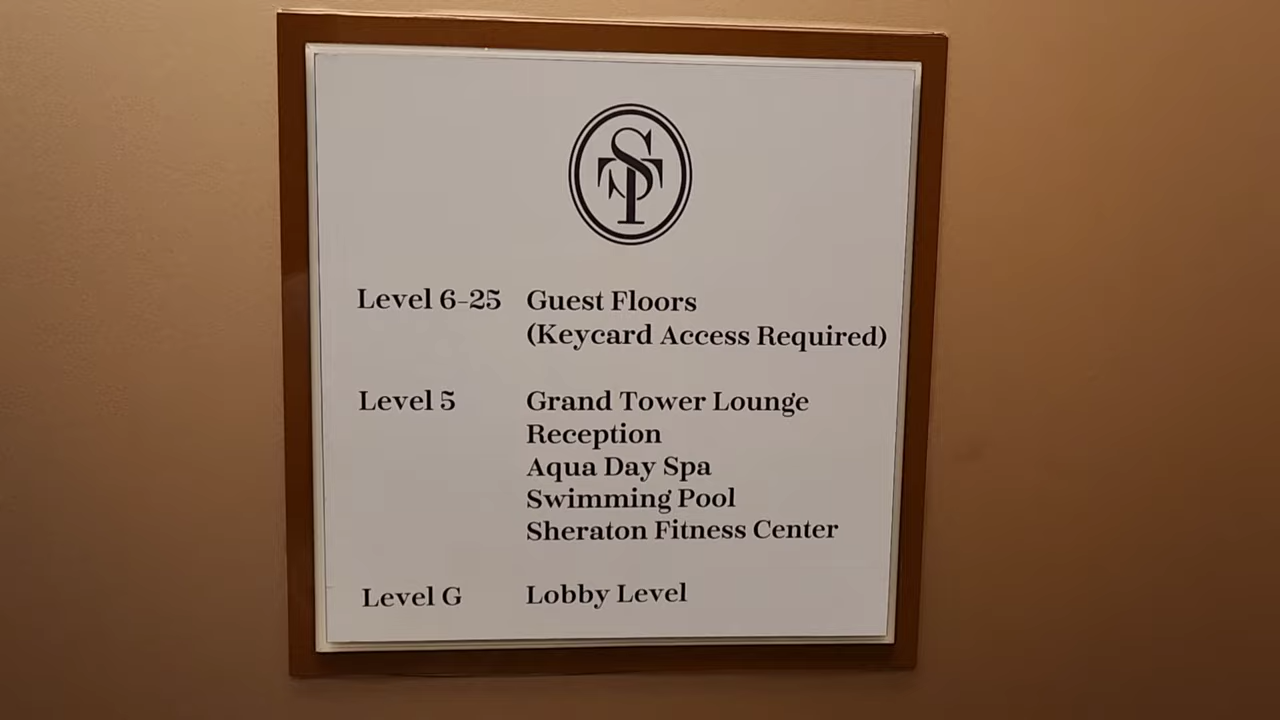 ST
Level 6-25 Guest Floors
(Keycard Access Required)
Level 5 Grand Tower Lounge
Reception
Aqua Day Spa
Swimming Pool
Sheraton Fitness Center
Level G Lobby Level